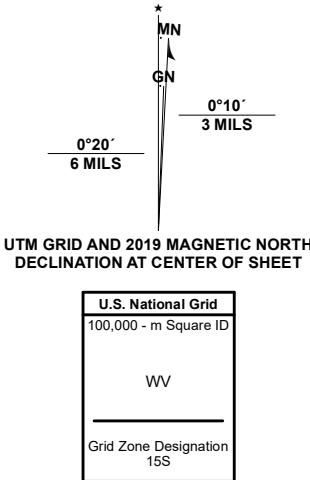 ★
MN
GN
0°10´
3 MILS
0°20´
6 MILS
UTM GRID AND 2019 MAGNETIC NORTH
DECLINATION AT CENTER OF SHEET
U.S. National Grid
100,000 - m Square ID
WV
Grid Zone Designation
15S